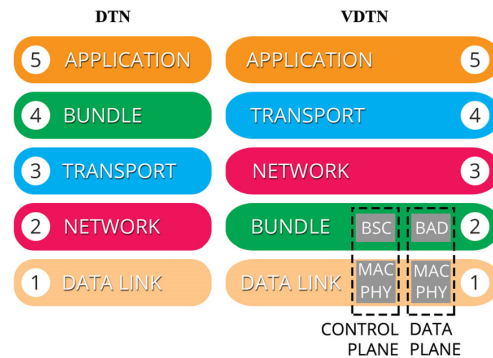 DTN VDTN
5 APPLICATION APPLICATION 5
4 BUNDLE TRANSPORT 4
3 TRANSPORT NETWORK 3
2 NETWORK BUNDLE BSC BAD 2
1 DATA LINK DATA LINK MAC PHY MAC PHY 1
CONTROL PLANE DATA PLANE